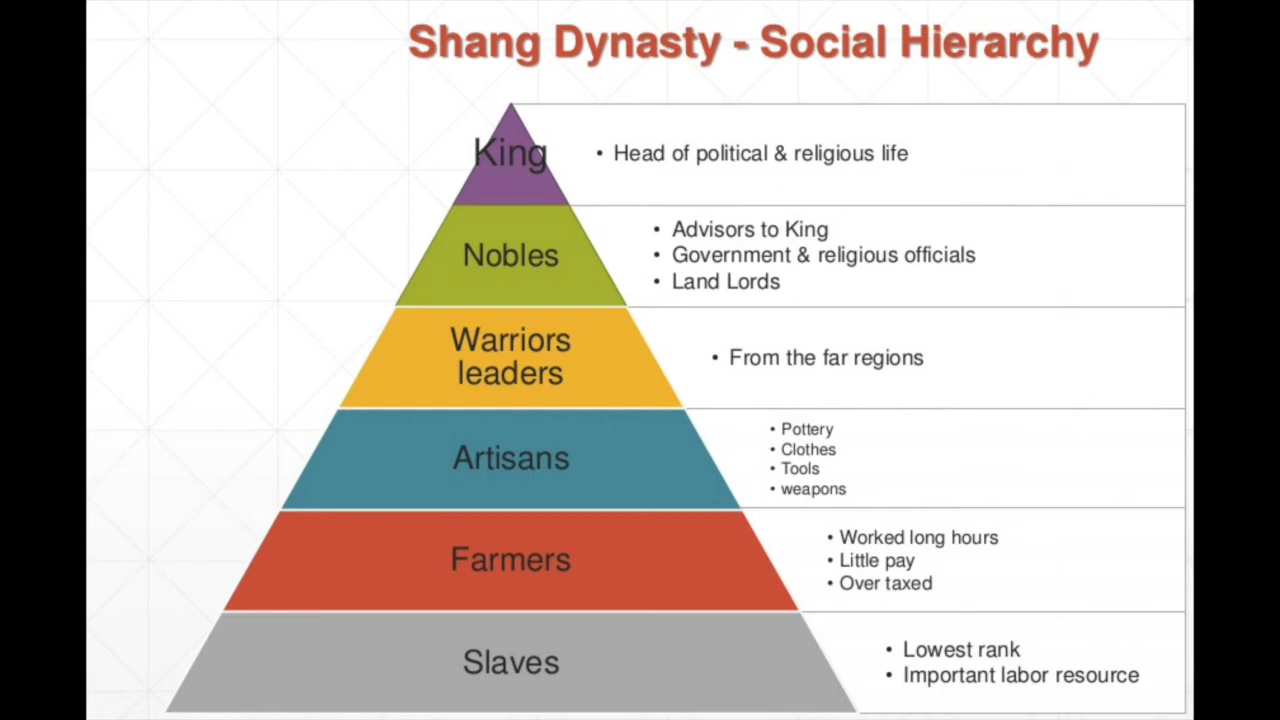 Shang Dynasty - Social Hierarchy
King
• Head of political & religious life
Nobles
• Advisors to King
• Government & religious officials
• Land Lords
Warriors
leaders
• From the far regions
Artisans
• Pottery
• Clothes
• Tools
• weapons
Farmers
• Worked long hours
• Little pay
• Over taxed
Slaves
• Lowest rank
• Important labor resource